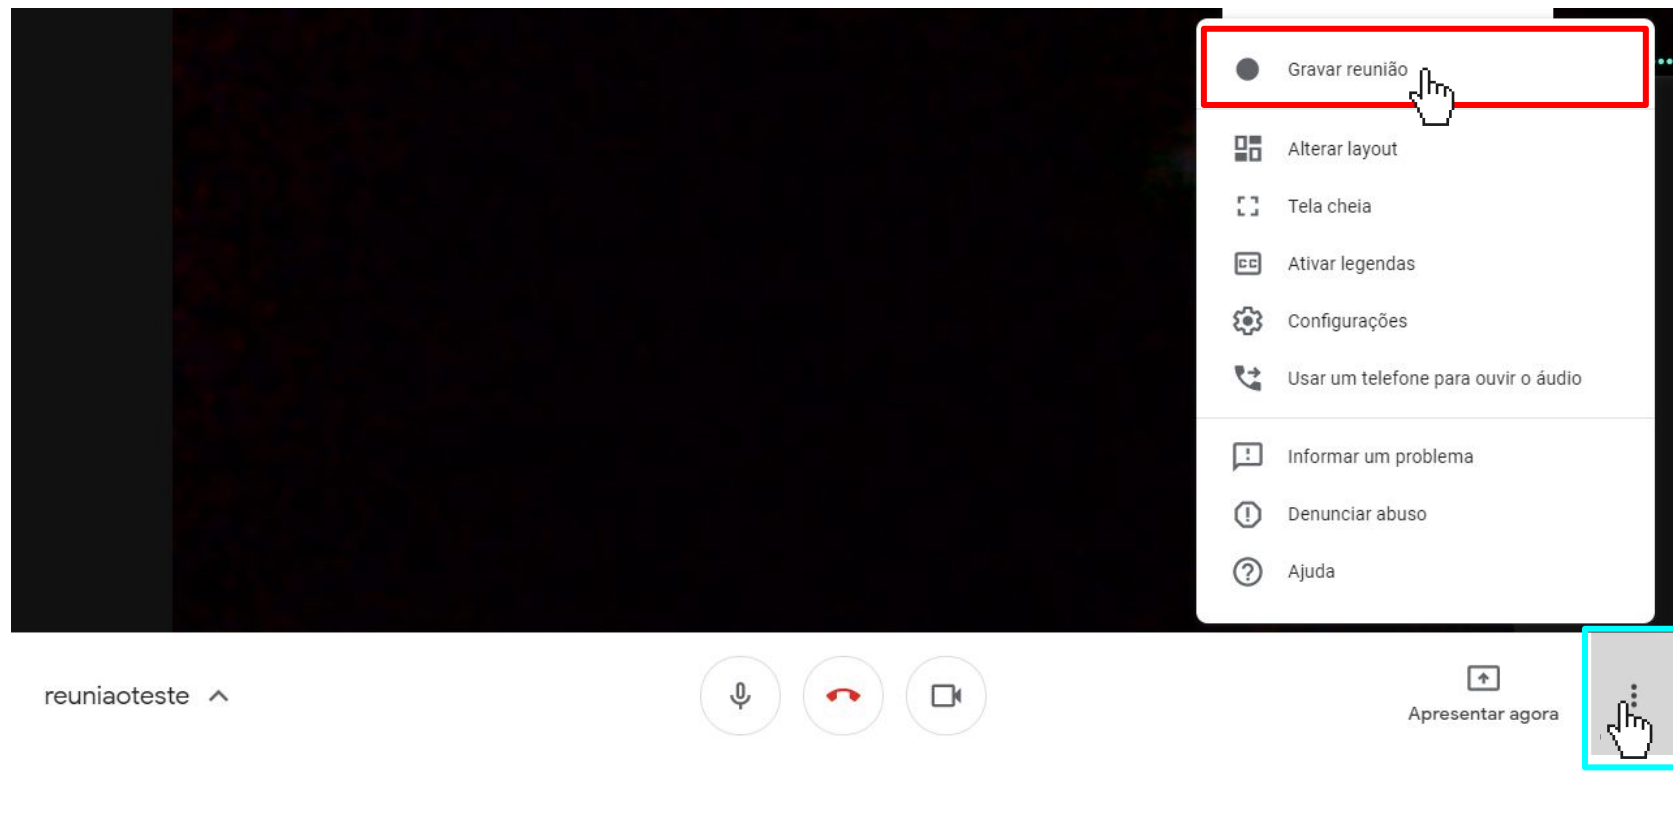 Gravar reunião
Alterar layout
Tela cheia
CC Ativar legendas
Configurações
Usar um telefone para ouvir o áudio
Informar um problema
Denunciar abuso
Ajuda
reuniaoteste
Apresentar agora